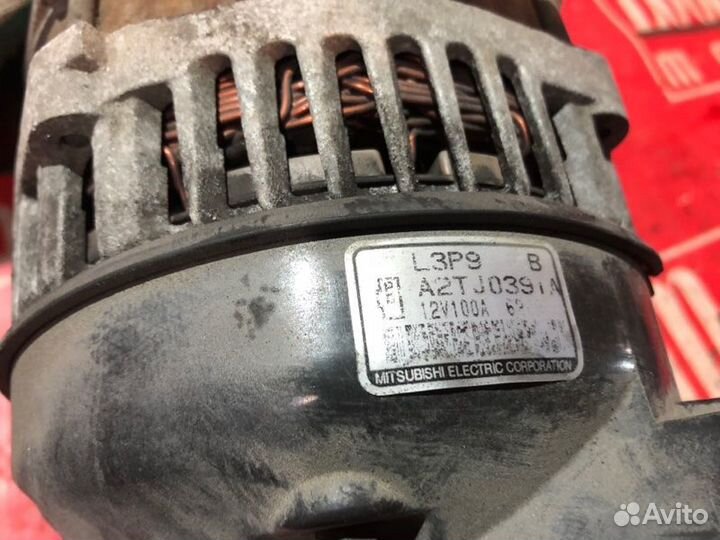 L3P9 B
A2TJ0391
12V100A
MITSUBISHI ELECTRIC CORPORATION
Avito